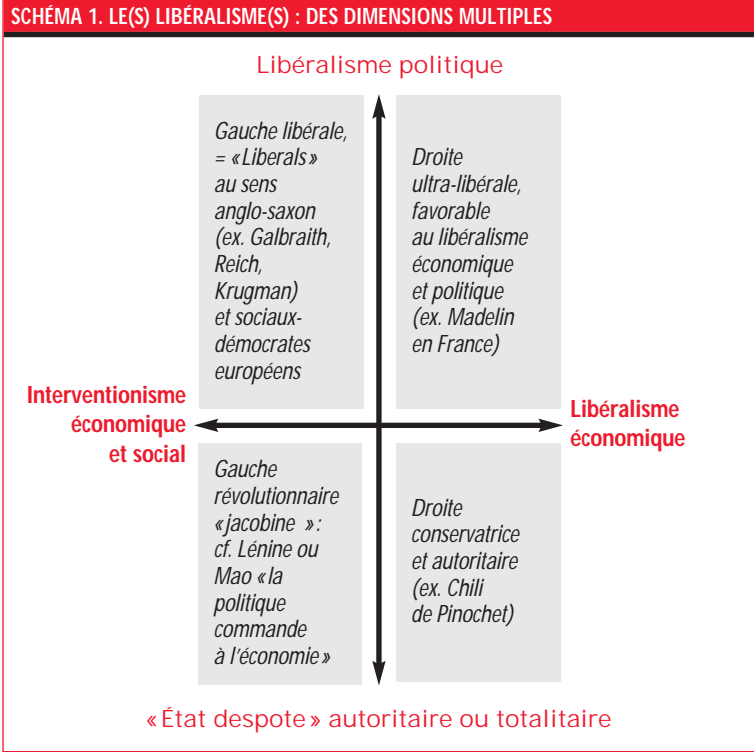 SCHÉMA 1. LE(S) LIBÉRALISME(S) : DES DIMENSIONS MULTIPLES
Libéralisme politique
Gauche libérale,
= «Liberals»
au sens
anglo-saxon
(ex. Galbraith,
Reich,
Krugman)
et sociaux-
démocrates
européens
Droite
ultra-libérale,
favorable
au libéralisme
économique
et politique
(ex. Madelin
en France)
Interventionisme
économique
et social
Libéralisme
économique
Gauche
révolutionnaire
«jacobine »:
cf. Lénine ou
Mao «la
politique
commande
à l'économie»
Droite
conservatrice
et autoritaire
(ex. Chili
de Pinochet)
«État despote» autoritaire ou totalitaire